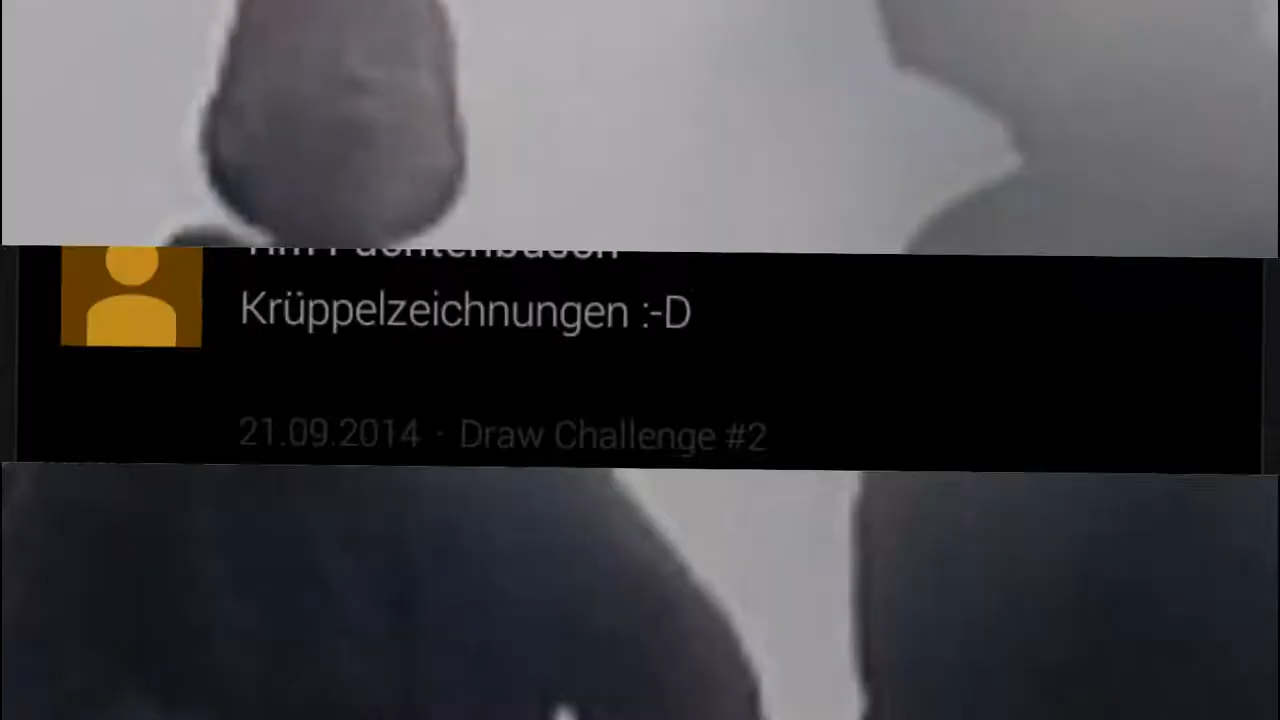 Krüppelzeichnungen :-D
21.09.2014 · Draw Challenge #2